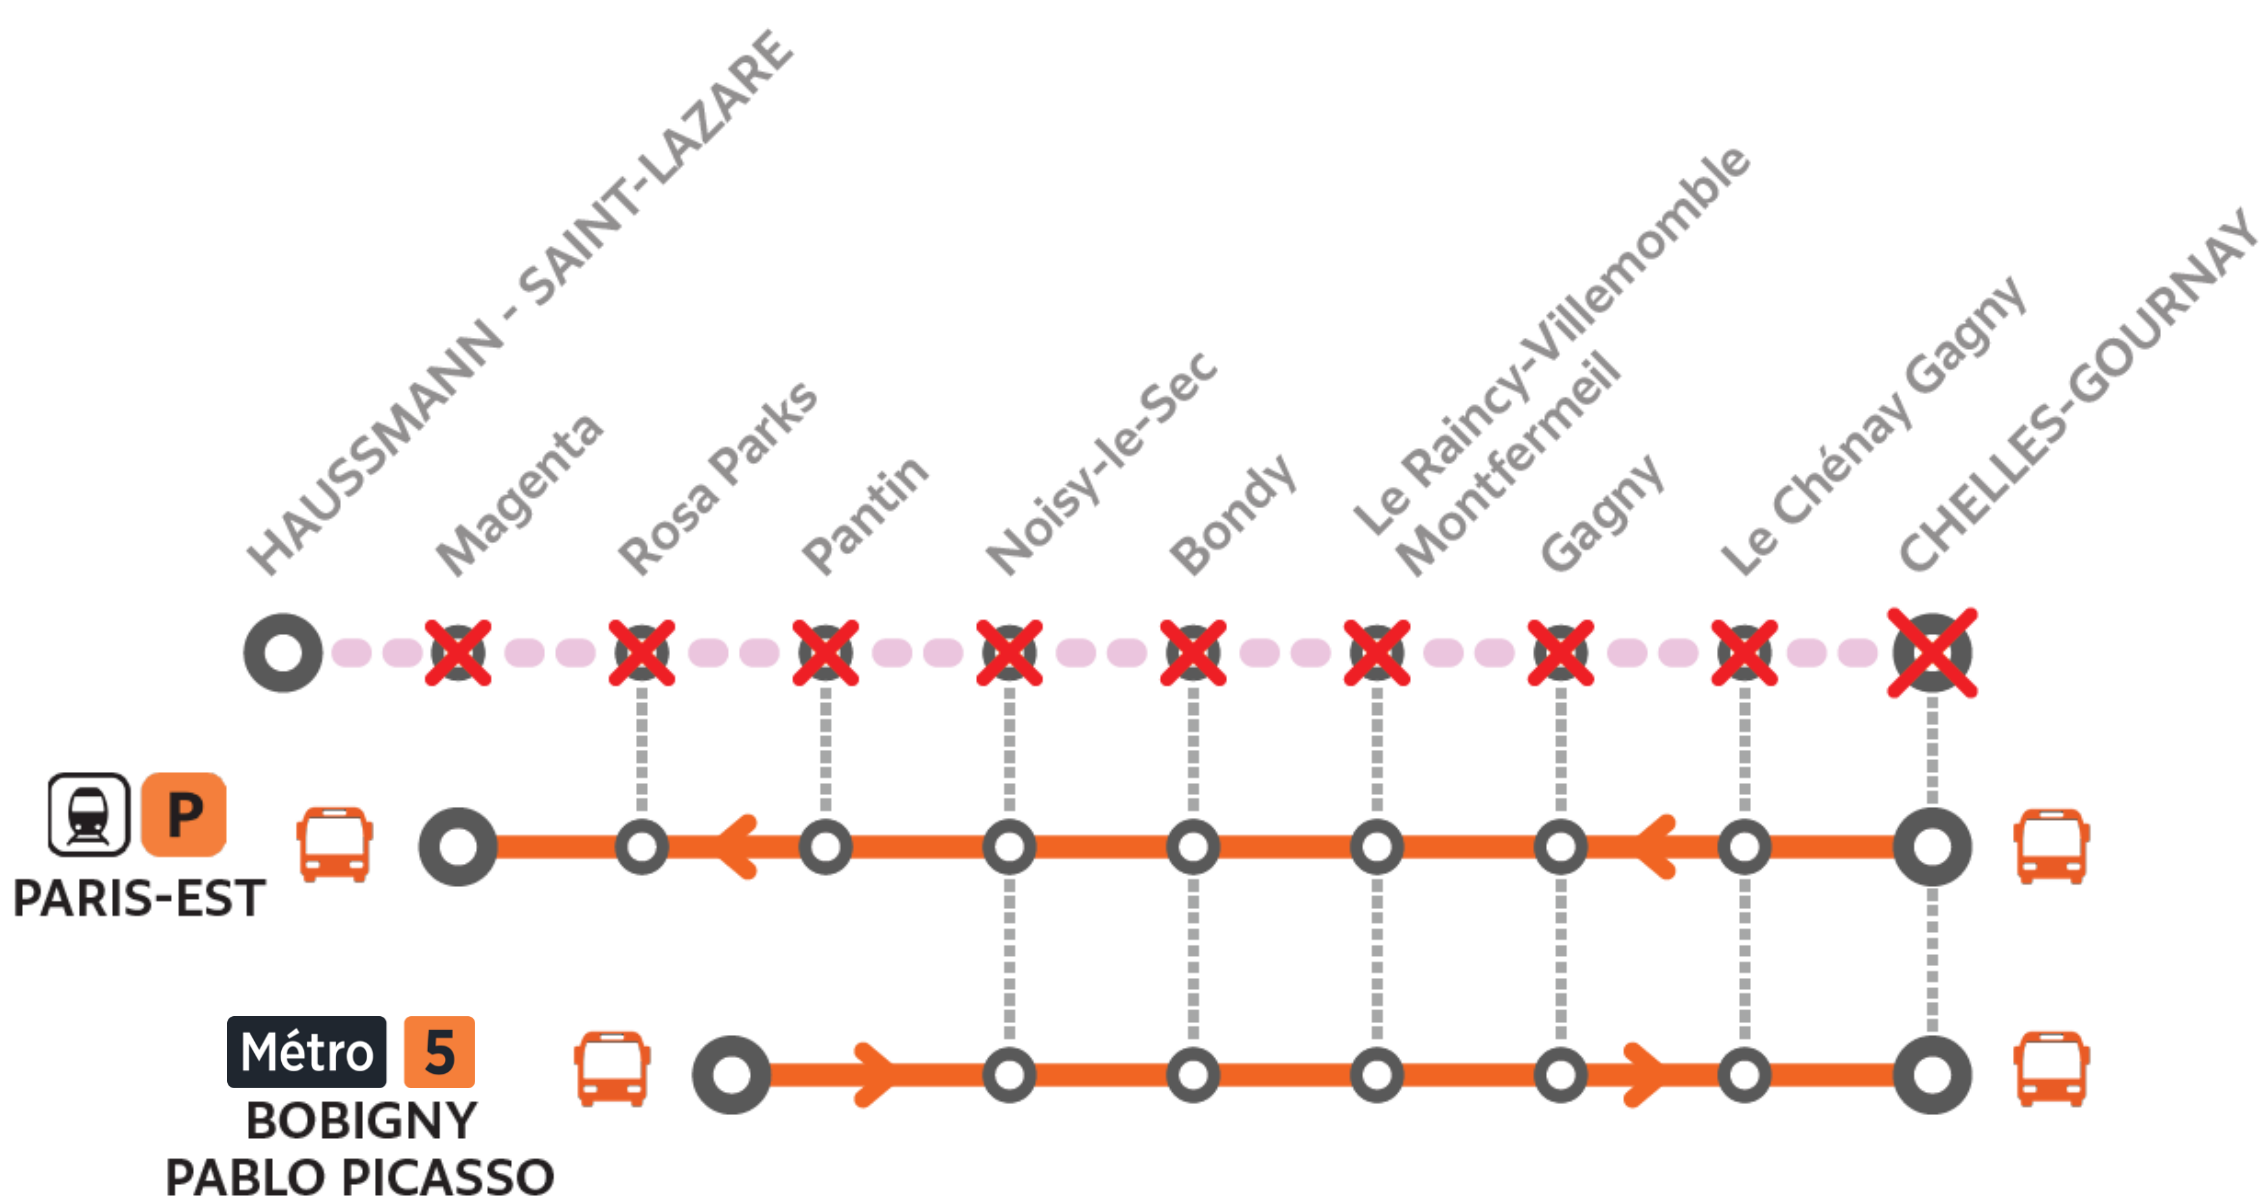 HAUSSMANN - SAINT-LAZARE
Magenta
Rosa Parks
Pantin
Noisy-le-Sec
Bondy
Le Raincy-Villemomble
Montfermeil
Gagny
Le Chénay Gagny
CHELLES-GOURNAY
P
PARIS-EST
Métro 5
BOBIGNY
PABLO PICASSO